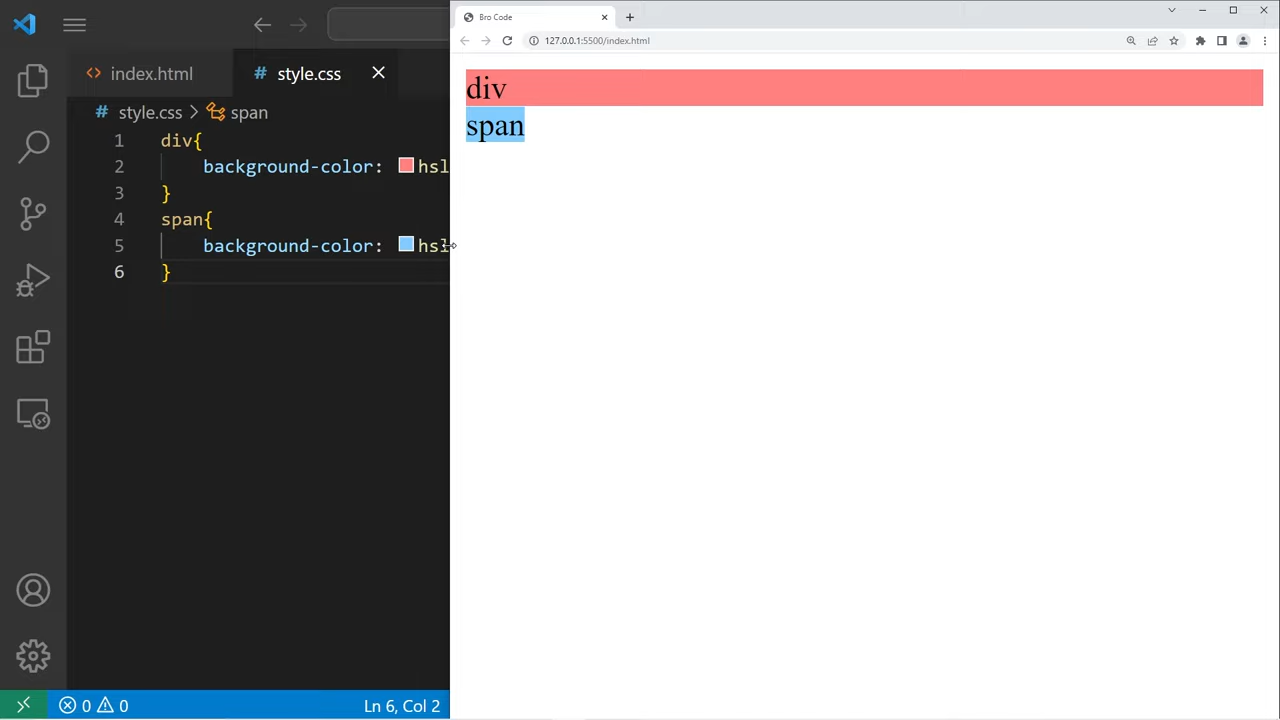 index.html
style.css
style.css > span
1 div{
2 background-color: hsl
3 }
4 span{
5 background-color: hsl
6 }
0 0
Ln 6, Col 2
Bro Code
127.0.0.1:5500/index.html
div
span